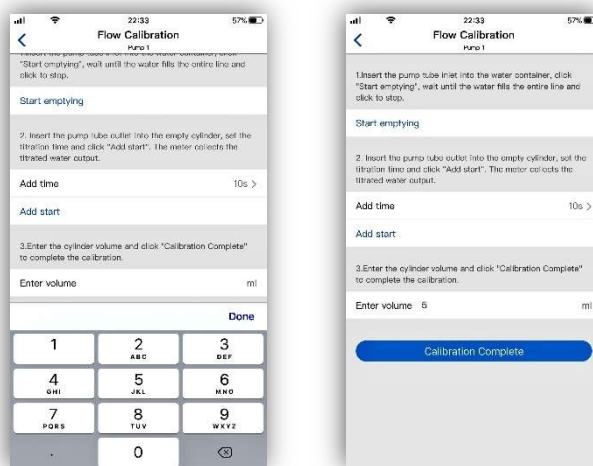 22:33
57%
Flow Calibration
Pump 1
"Start emptying", wait until the water fills the entire line and
click to stop.
Start emptying
2. Insert the pump tube outlet into the empty cylinder, set the
titration time and click "Add start". The meter collects the
titrated water output.
Add time 10s >
Add start
3.Enter the cylinder volume and click "Calibration Complete"
to complete the calibration.
Enter volume ml
Done
1 2 3
ABC DEF
4 5 6
GHI JKL MNO
7 8 9
PQRS TUV WXYZ
. 0
22:33
57%
Flow Calibration
Pump 1
1.Insert the pump tube inlet into the water container, click
"Start emptying", wait until the water fills the entire line and
click to stop.
Start emptying
2. Insert the pump tube outlet into the empty cylinder, set the
titration time and click "Add start". The meter collects the
titrated water output.
Add time 10s >
Add start
3.Enter the cylinder volume and click "Calibration Complete"
to complete the calibration.
Enter volume 5 ml
Calibration Complete